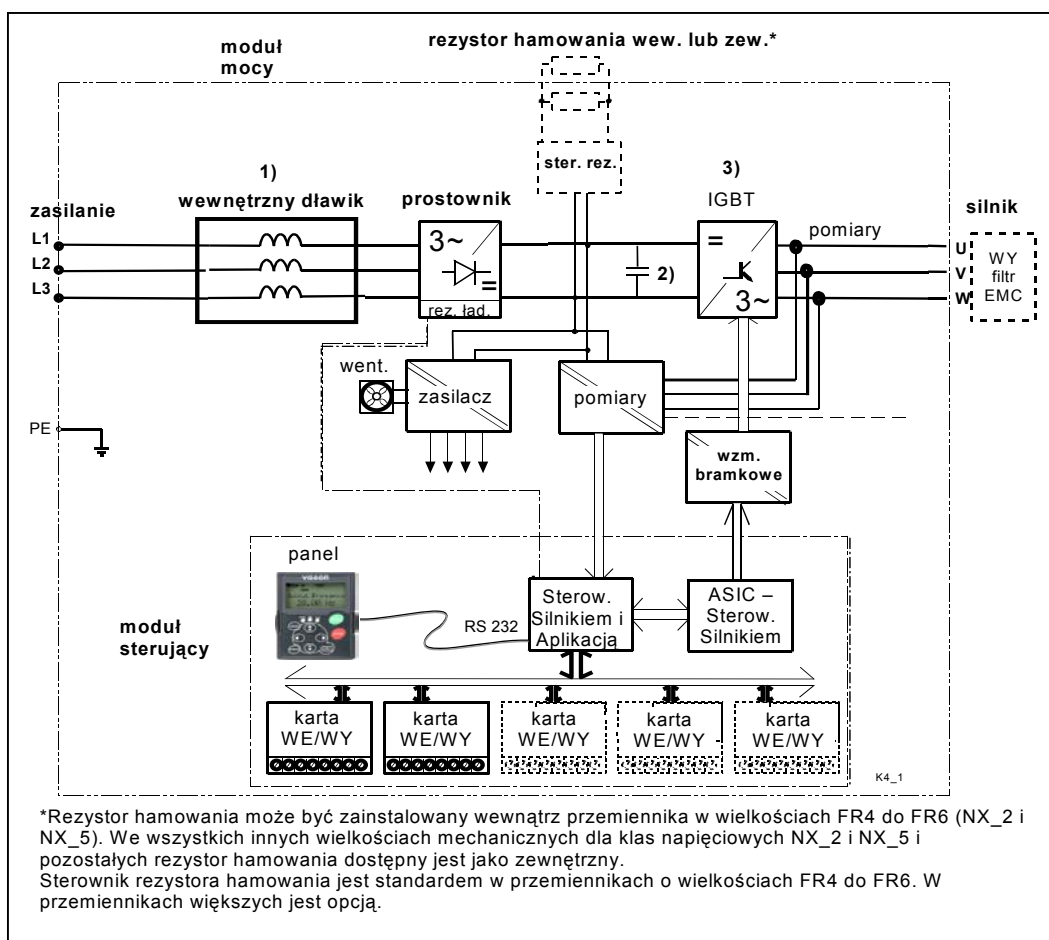 rezystor hamowania wew. lub zew.*
moduł
mocy
ster. rez.
1)
wewnętrzny dławik
prostownik
3)
IGBT
zasilanie
silnik
pomiary
L1
L2
L3
3~
=
rez. ład.
2)
=
3~
U
V
W
WY
filtr
EMC
went.
zasilacz
pomiary
PE
wzm.
bramkowe
panel
moduł
sterujący
RS 232
Sterow.
Silnikiem i
Aplikacją
ASIC –
Sterow.
Silnikiem
karta
WE/WY
karta
WE/WY
karta
WE/WY
karta
WE/WY
karta
WE/WY
K4_1
*Rezystor hamowania może być zainstalowany wewnątrz przemiennika w wielkościach FR4 do FR6 (NX_2 i
NX_5). We wszystkich innych wielkościach mechanicznych dla klas napięciowych NX_2 i NX_5 i
pozostałych rezystor hamowania dostępny jest jako zewnętrzny.
Sterownik rezystora hamowania jest standardem w przemiennikach o wielkościach FR4 do FR6. W
przemiennikach większych jest opcją.